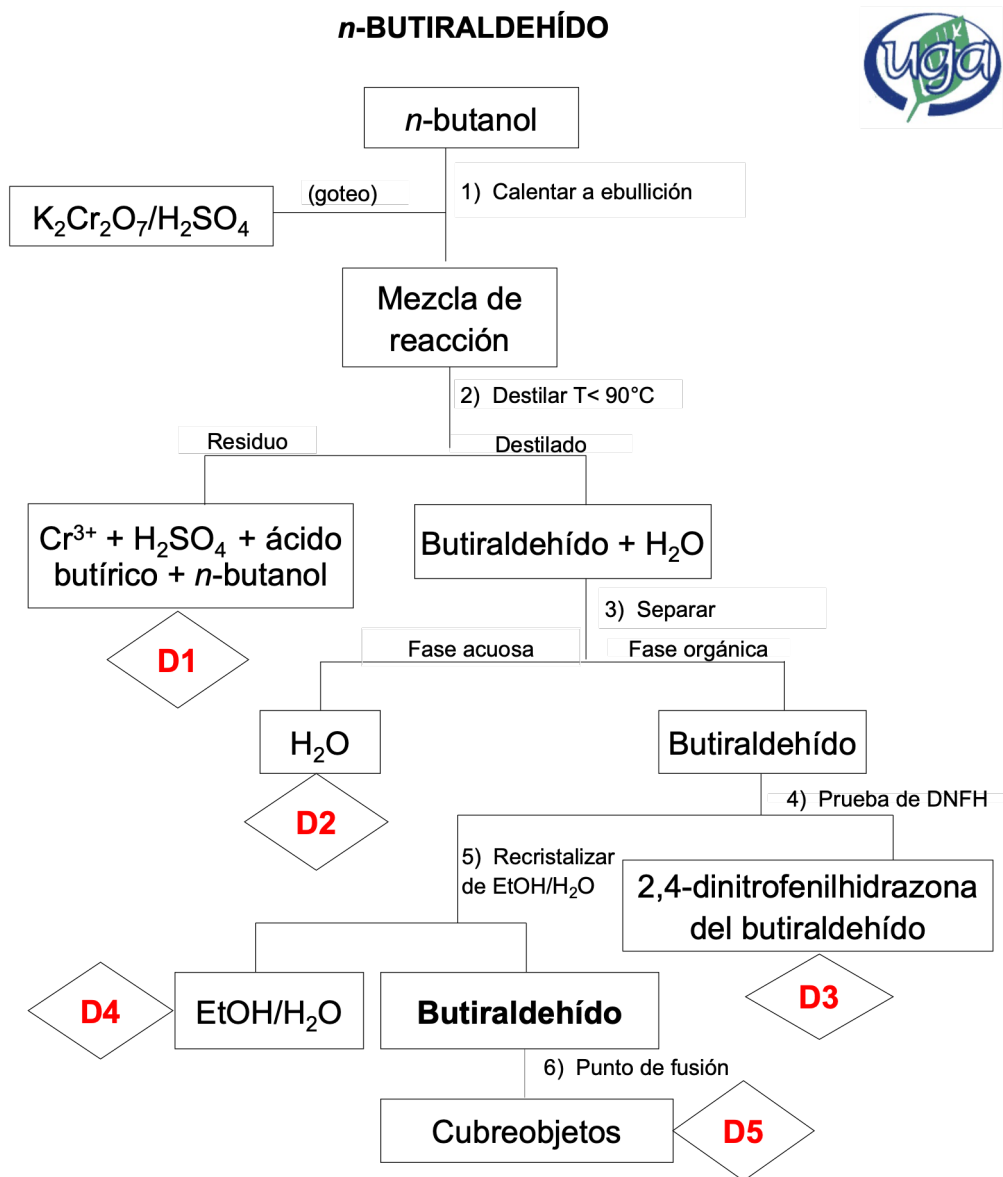 n-BUTIRALDEHÍDO
uga
n-butanol
(goteo)
1) Calentar a ebullición
K₂Cr₂O₇/H₂SO₄
Mezcla de
reacción
2) Destilar T< 90°C
Residuo
Destilado
Cr³⁺ + H₂SO₄ + ácido
butírico + n-butanol
Butiraldehído + H₂O
3) Separar
D1
Fase acuosa
Fase orgánica
H₂O
Butiraldehído
D2
4) Prueba de DNFH
5) Recristalizar
de EtOH/H₂O
2,4-dinitrofenilhidrazona
del butiraldehído
D3
D4
EtOH/H₂O
Butiraldehído
6) Punto de fusión
Cubreobjetos
D5